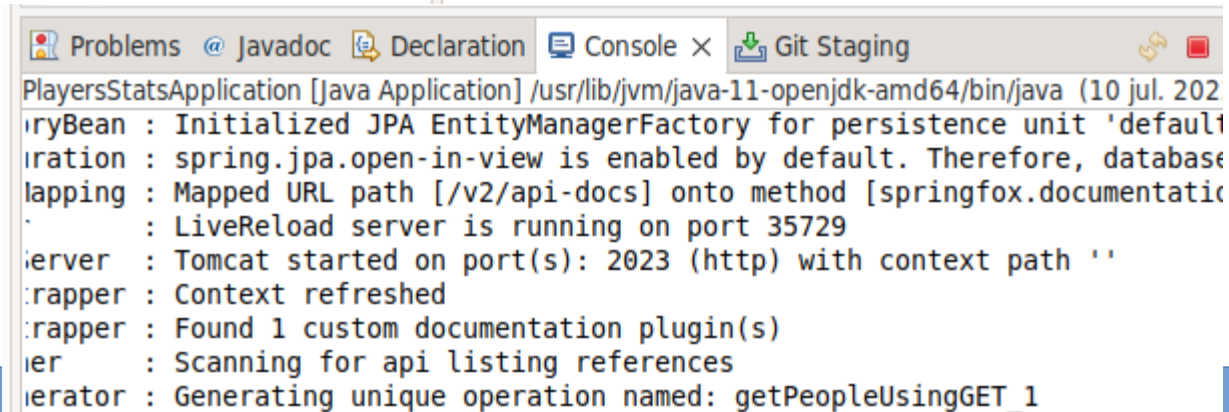 Problems @ Javadoc Declaration Console × Git Staging
PlayersStatsApplication [Java Application] /usr/lib/jvm/java-11-openjdk-amd64/bin/java (10 jul. 202
ryBean : Initialized JPA EntityManagerFactory for persistence unit 'default
ration : spring.jpa.open-in-view is enabled by default. Therefore, database
Mapping : Mapped URL path [/v2/api-docs] onto method [springfox.documentatio
: LiveReload server is running on port 35729
Server : Tomcat started on port(s): 2023 (http) with context path ''
rapper : Context refreshed
rapper : Found 1 custom documentation plugin(s)
er : Scanning for api listing references
erator : Generating unique operation named: getPeopleUsingGET_1